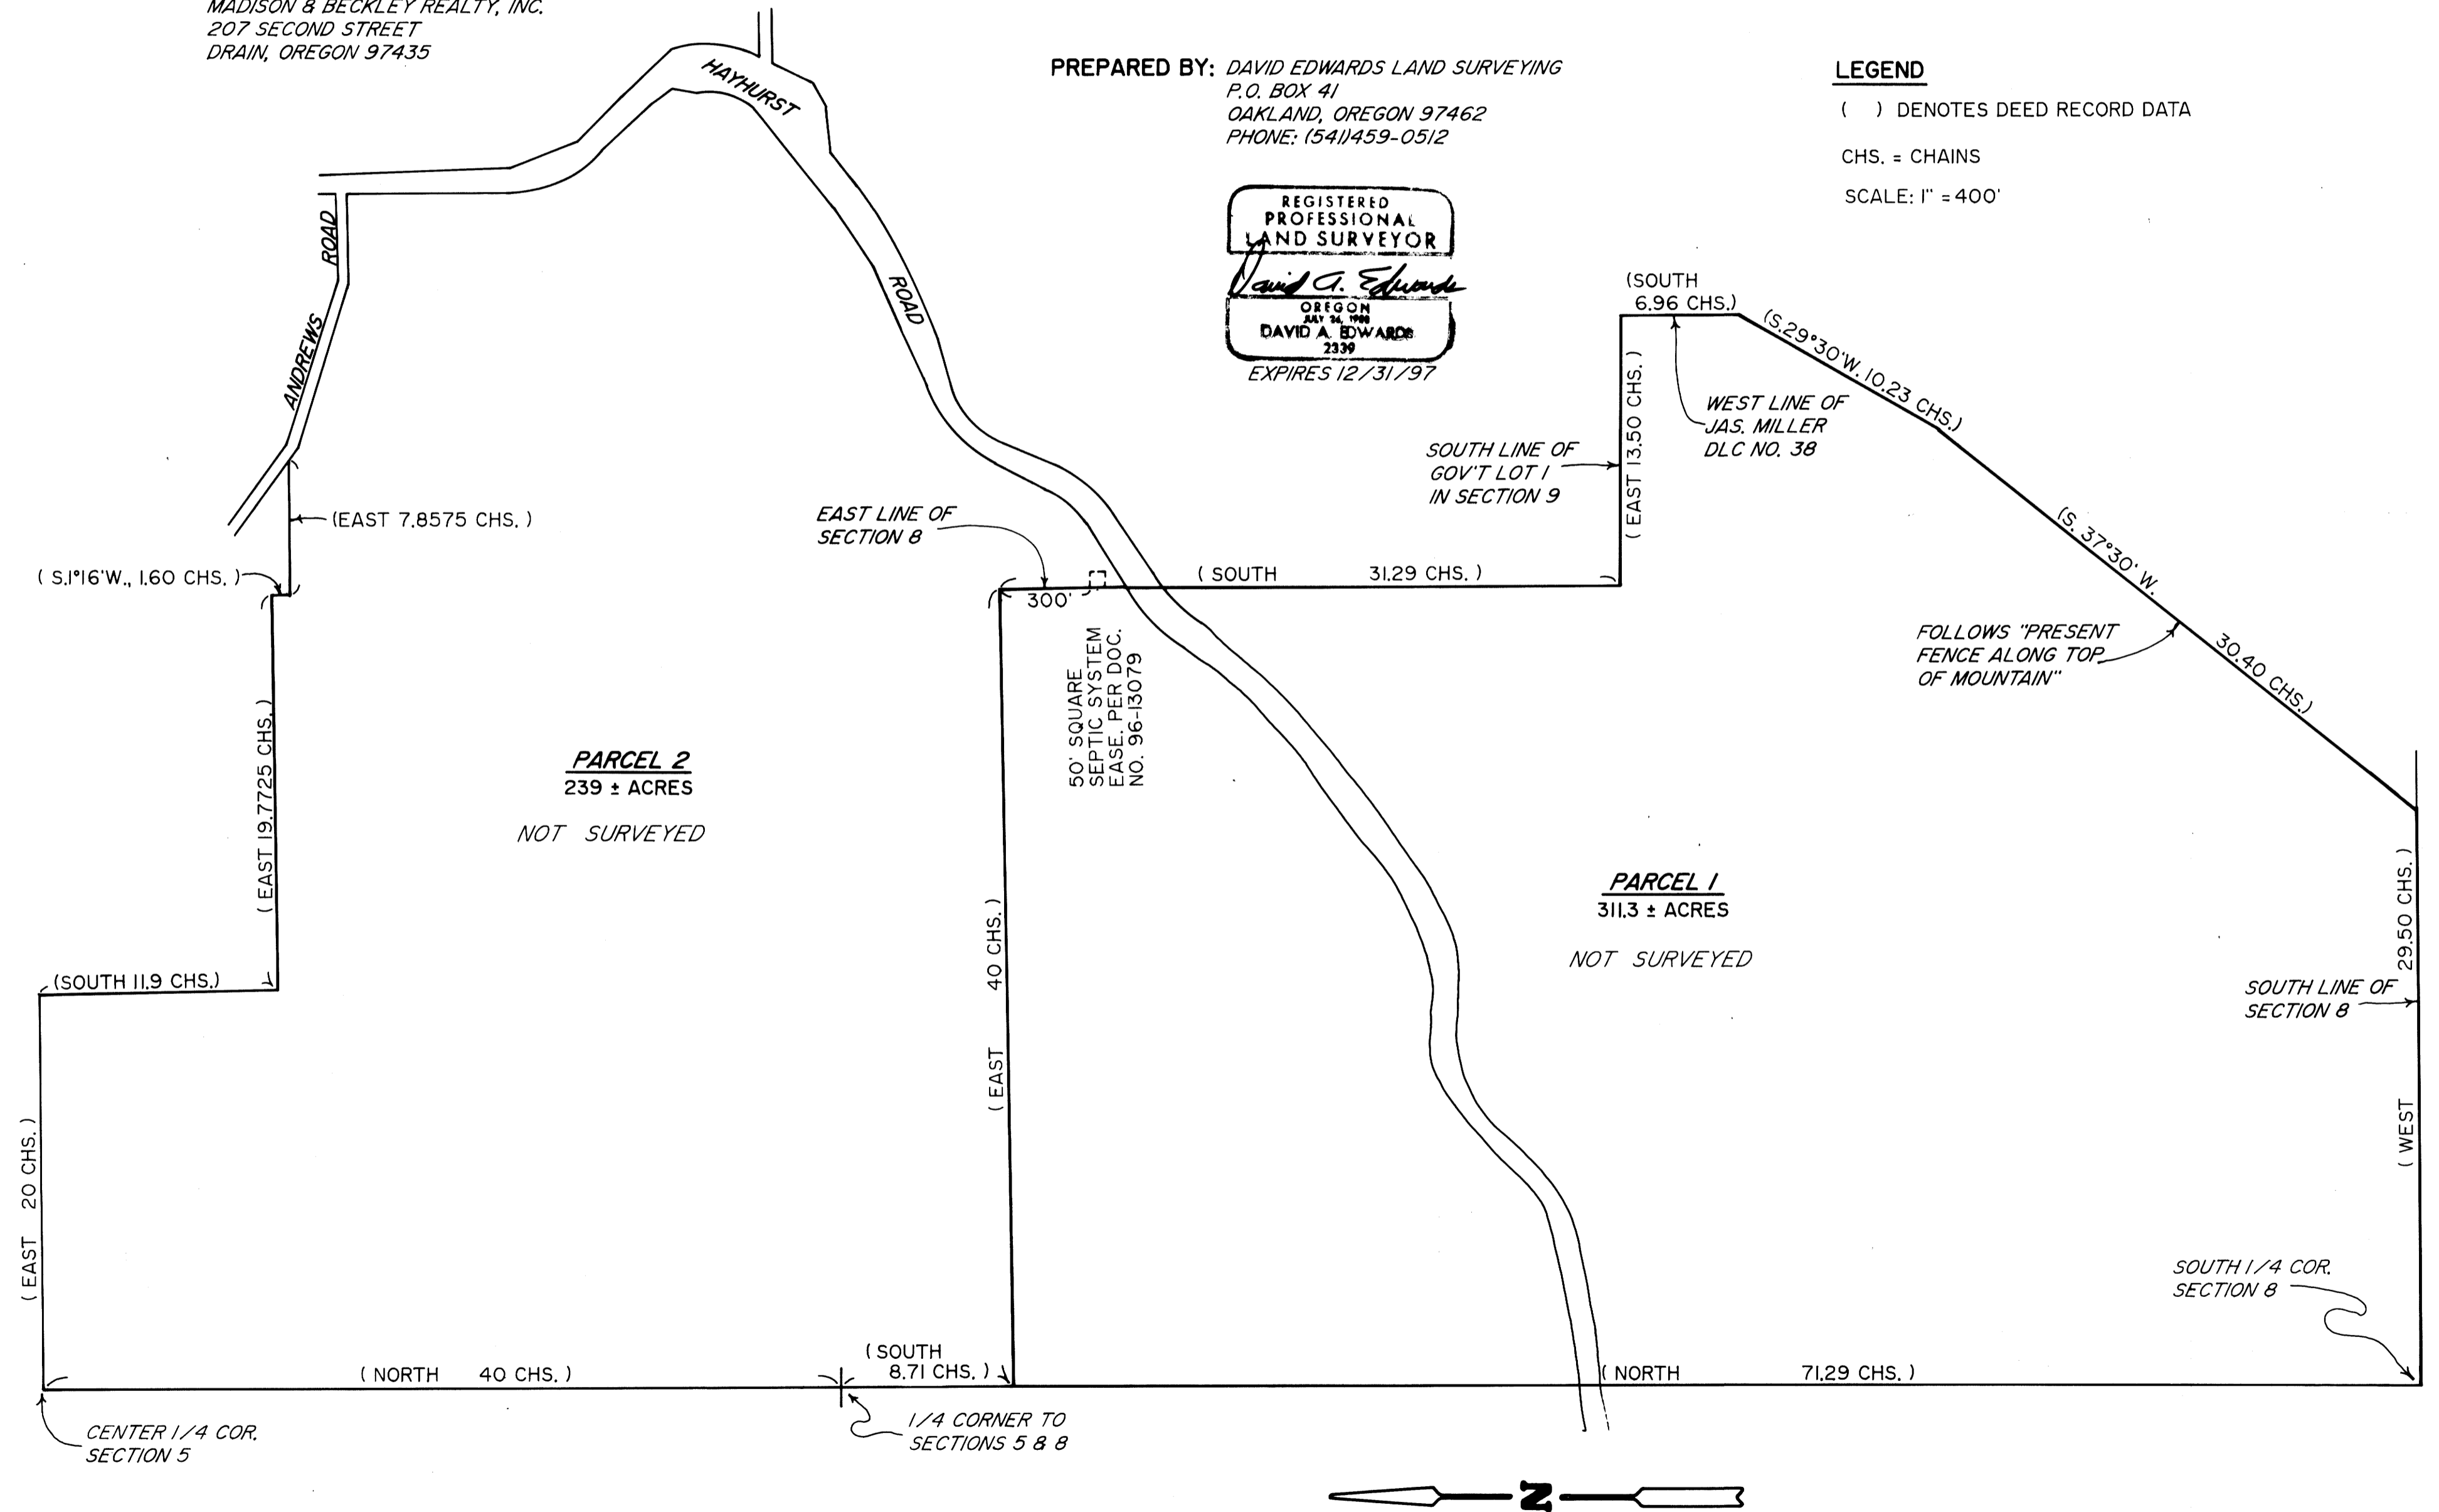 MADISON & BECKLEY REALTY, INC.
207 SECOND STREET
DRAIN, OREGON 97435
HAYHURST
ROAD
ANDREWS
ROAD
PREPARED BY: DAVID EDWARDS LAND SURVEYING
P.O. BOX 41
OAKLAND, OREGON 97462
PHONE: (541)459-0512
REGISTERED
PROFESSIONAL
LAND SURVEYOR
David A. Edwards
OREGON
JULY 26, 1988
DAVID A. EDWARDS
2339
EXPIRES 12/31/97
LEGEND
( ) DENOTES DEED RECORD DATA
CHS. = CHAINS
SCALE: 1" = 400'
(SOUTH
6.96 CHS.)
(S.29°30'W. 10.23 CHS.)
(EAST 13.50 CHS.)
WEST LINE OF
JAS. MILLER
DLC NO. 38
SOUTH LINE OF
GOV'T LOT 1
IN SECTION 9
(EAST 7.8575 CHS.)
EAST LINE OF
SECTION 8
(S.1°16'W., 1.60 CHS.)
(SOUTH 31.29 CHS.)
300'
50' SQUARE
SEPTIC SYSTEM
EASE. PER DOC.
NO. 96-13079
(S. 37°30' W. 30.40 CHS.)
FOLLOWS "PRESENT
FENCE ALONG TOP
OF MOUNTAIN"
(EAST 19.7725 CHS.)
PARCEL 2
239 ± ACRES
NOT SURVEYED
PARCEL 1
311.3 ± ACRES
NOT SURVEYED
(EAST 40 CHS.)
(WEST 29.50 CHS.)
(SOUTH 11.9 CHS.)
SOUTH LINE OF
SECTION 8
(EAST 20 CHS.)
SOUTH 1/4 COR.
SECTION 8
(NORTH 40 CHS.)
(SOUTH
8.71 CHS.)
(NORTH 71.29 CHS.)
CENTER 1/4 COR.
SECTION 5
1/4 CORNER TO
SECTIONS 5 & 8
N